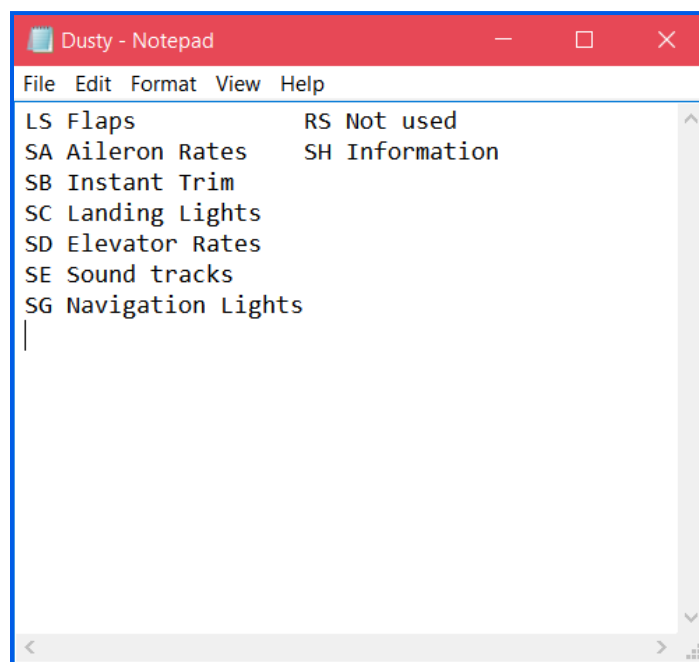 Dusty - Notepad
File Edit Format View Help
LS Flaps            RS Not used
SA Aileron Rates    SH Information
SB Instant Trim
SC Landing Lights
SD Elevator Rates
SE Sound tracks
SG Navigation Lights